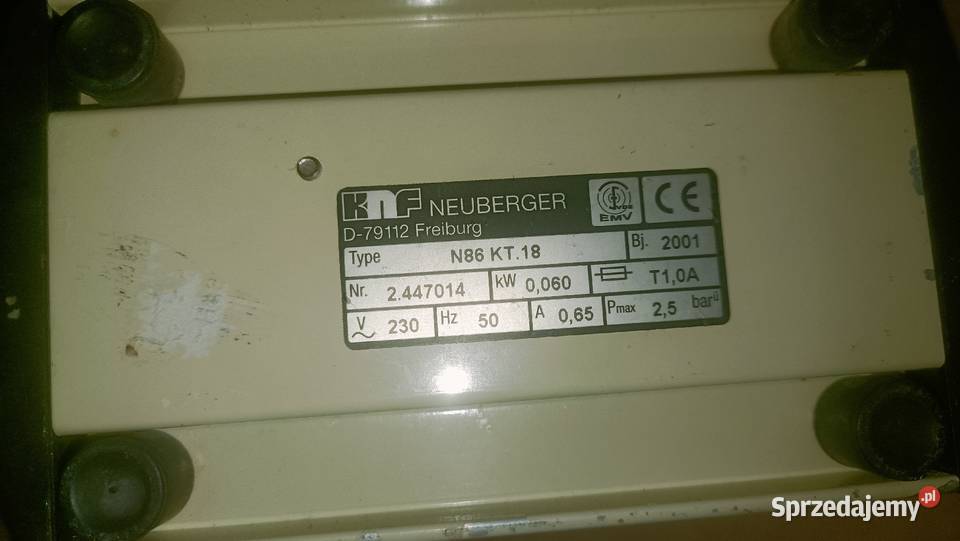 KNF NEUBERGER
D-79112 Freiburg
VDE
EMV
CE
Type N86 KT.18 Bj. 2001
Nr. 2.447014 kW 0,060 T1,0A
V 230 Hz 50 A 0,65 Pmax 2,5 barü
Sprzedajemy.pl